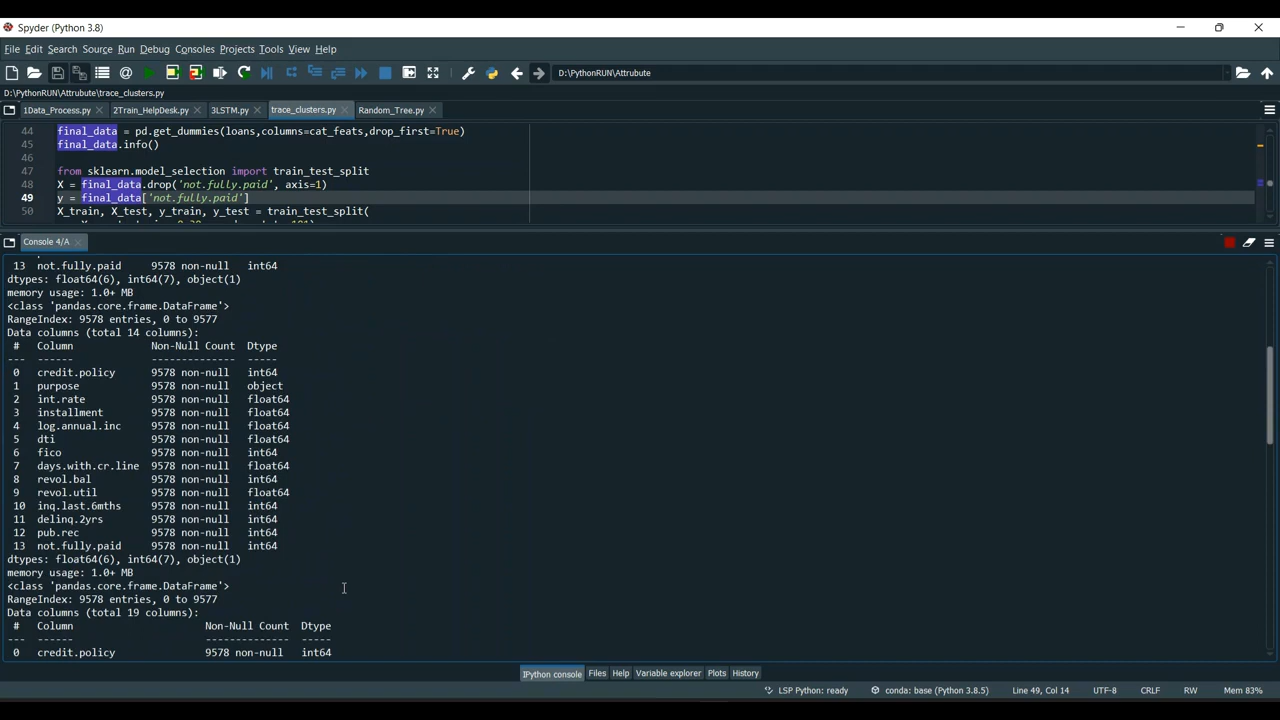 Spyder (Python 3.8)
File Edit Search Source Run Debug Consoles Projects Tools View Help
D:\PythonRUN\Attrubute
D:\PythonRUN\Attrubute\trace_clusters.py
1Data_Process.py 2Train_HelpDesk.py 3LSTM.py trace_clusters.py Random_Tree.py
44 final_data = pd.get_dummies(loans,columns=cat_feats,drop_first=True)
45 final_data.info()
46
47 from sklearn.model_selection import train_test_split
48 X = final_data.drop('not.fully.paid', axis=1)
49 y = final_data['not.fully.paid']
50 X_train, X_test, y_train, y_test = train_test_split(
Console 4/A
13 not.fully.paid 9578 non-null int64
dtypes: float64(6), int64(7), object(1)
memory usage: 1.0+ MB
<class 'pandas.core.frame.DataFrame'>
RangeIndex: 9578 entries, 0 to 9577
Data columns (total 14 columns):
# Column Non-Null Count Dtype
--- ------ -------------- -----
0 credit.policy 9578 non-null int64
1 purpose 9578 non-null object
2 int.rate 9578 non-null float64
3 installment 9578 non-null float64
4 log.annual.inc 9578 non-null float64
5 dti 9578 non-null float64
6 fico 9578 non-null int64
7 days.with.cr.line 9578 non-null float64
8 revol.bal 9578 non-null int64
9 revol.util 9578 non-null float64
10 inq.last.6mths 9578 non-null int64
11 delinq.2yrs 9578 non-null int64
12 pub.rec 9578 non-null int64
13 not.fully.paid 9578 non-null int64
dtypes: float64(6), int64(7), object(1)
memory usage: 1.0+ MB
<class 'pandas.core.frame.DataFrame'>
RangeIndex: 9578 entries, 0 to 9577
Data columns (total 19 columns):
# Column Non-Null Count Dtype
--- ------ -------------- -----
0 credit.policy 9578 non-null int64
IPython console Files Help Variable explorer Plots History
LSP Python: ready conda: base (Python 3.8.5) Line 49, Col 14 UTF-8 CRLF RW Mem 83%